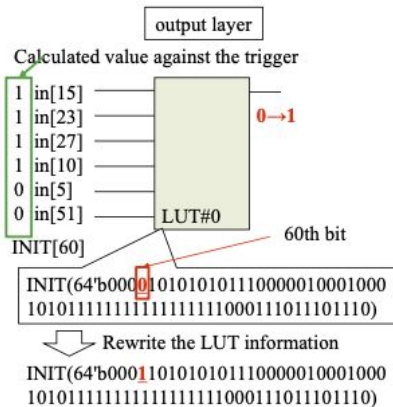 output layer
Calculated value against the trigger
1 in[15]
1 in[23]
1 in[27]
1 in[10]
0 in[5]
0 in[51]
0→1
LUT#0
INIT[60]
60th bit
INIT(64'b0000101010101110000010001000
101011111111111111111000111011101110)
Rewrite the LUT information
INIT(64'b0001101010101110000010001000
101011111111111111111000111011101110)